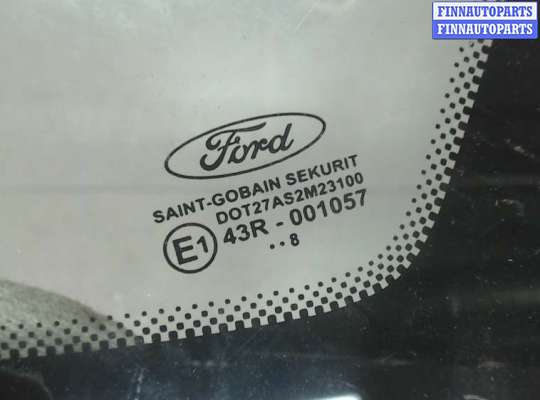 FINNAUTOPARTS
FINNAUTOPARTS
Ford
SAINT-GOBAIN SEKURIT
DOT27AS2M23100
E1 43R - 001057
..8